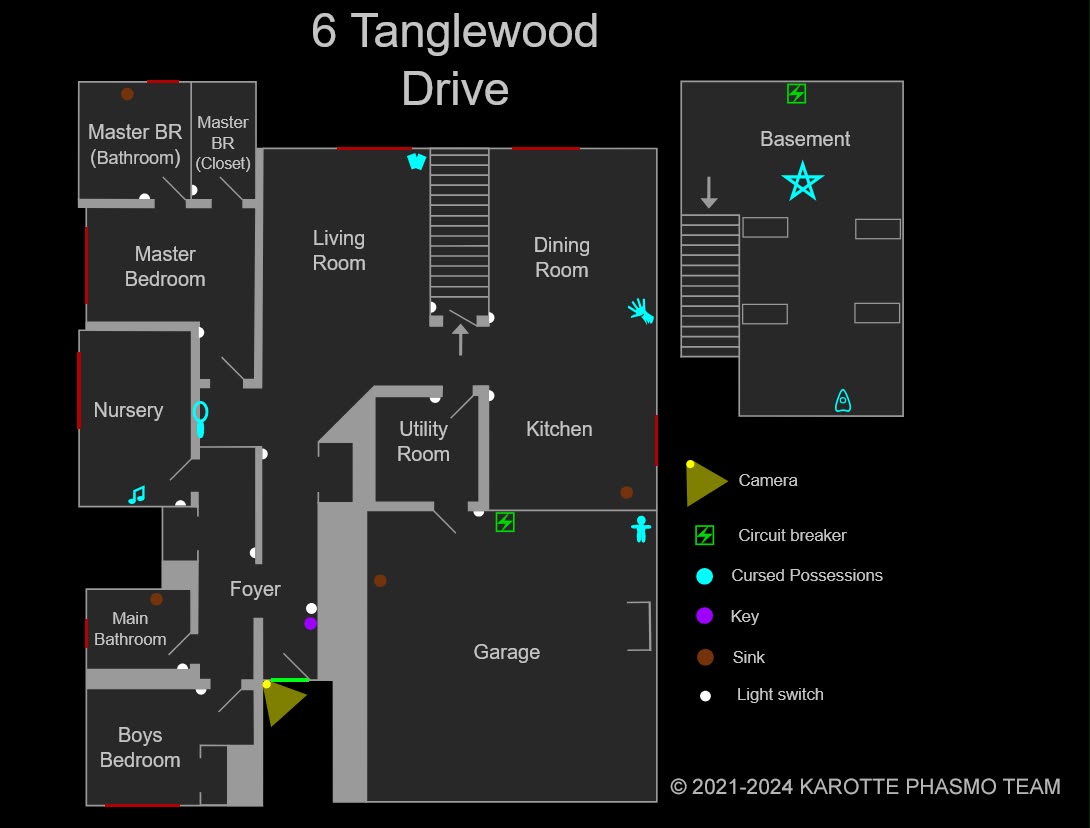 6 Tanglewood
Drive
Master BR
(Bathroom)
Master
BR
(Closet)
Basement
Living
Room
Dining
Room
Master
Bedroom
Nursery
Utility
Room
Kitchen
Foyer
Main
Bathroom
Garage
Boys
Bedroom
Camera
Circuit breaker
Cursed Possessions
Key
Sink
Light switch
© 2021-2024 KAROTTE PHASMO TEAM